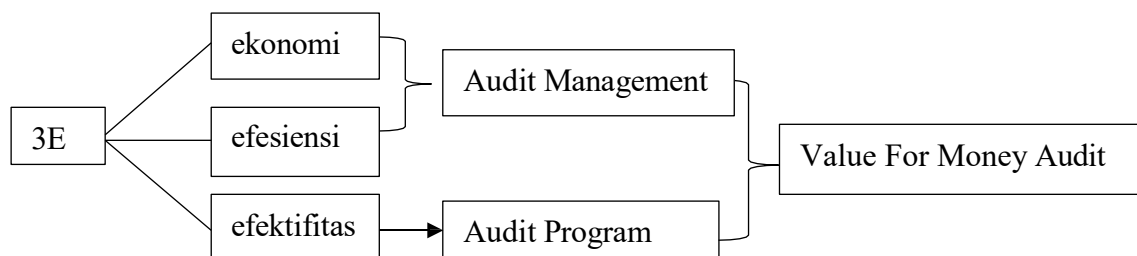 ekonomi
Audit Management
3E
efesiensi
Value For Money Audit
efektifitas
Audit Program